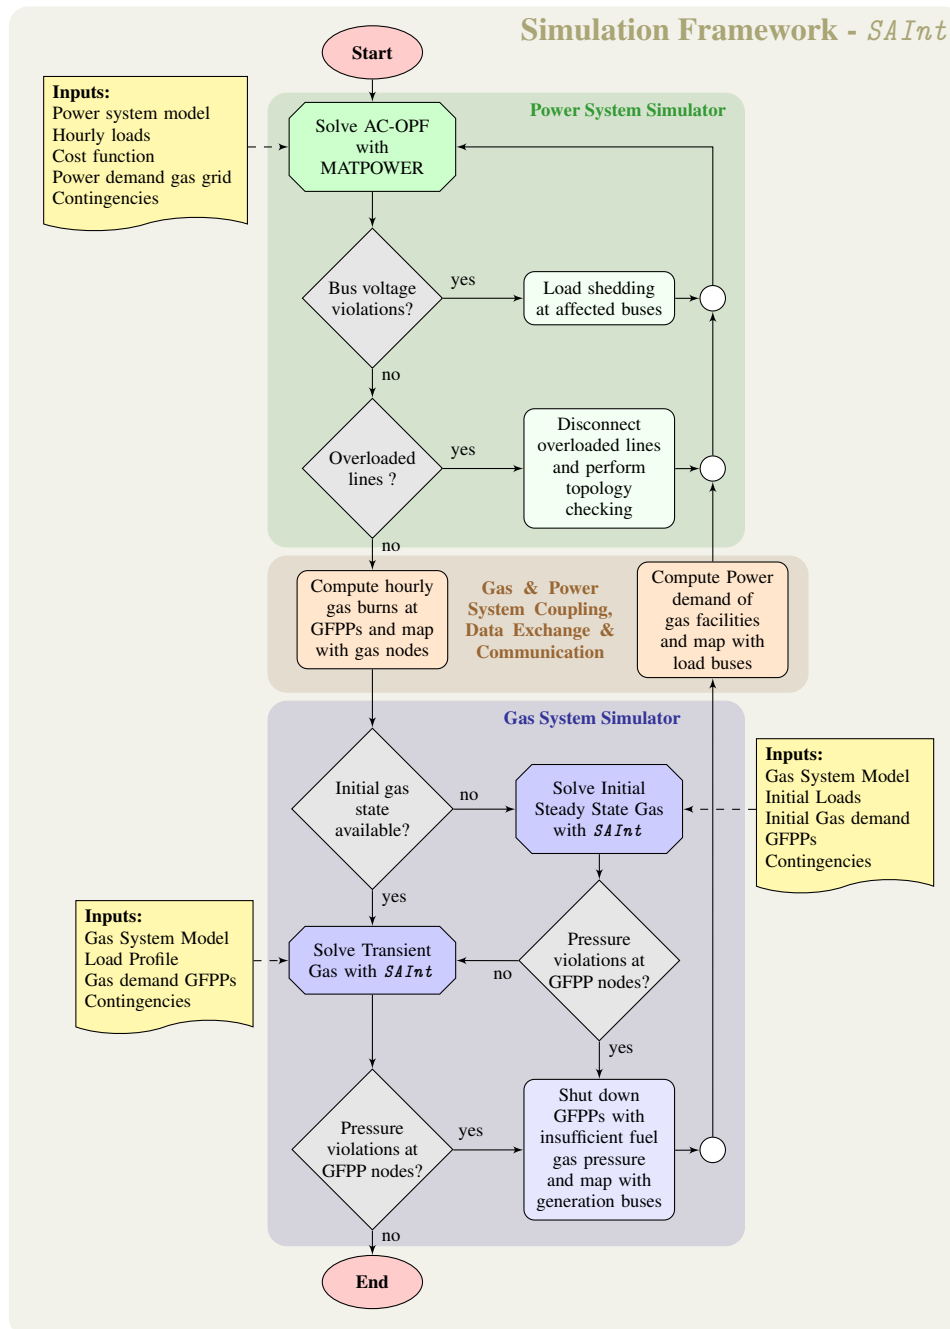 Simulation Framework - SAInt
Start
Inputs:
Power system model
Hourly loads
Cost function
Power demand gas grid
Contingencies
Power System Simulator
Solve AC-OPF
with
MATPOWER
Bus voltage
violations?
yes
Load shedding
at affected buses
no
Overloaded
lines ?
yes
Disconnect
overloaded lines
and perform
topology
checking
no
Compute hourly
gas burns at
GFPPs and map
with gas nodes
Gas & Power
System Coupling,
Data Exchange &
Communication
Compute Power
demand of
gas facilities
and map with
load buses
Gas System Simulator
Initial gas
state
available?
no
Solve Initial
Steady State Gas
with SAInt
Inputs:
Gas System Model
Initial Loads
Initial Gas demand
GFPPs
Contingencies
yes
Inputs:
Gas System Model
Load Profile
Gas demand GFPPs
Contingencies
Solve Transient
Gas with SAInt
no
Pressure
violations at
GFPP nodes?
yes
Pressure
violations at
GFPP nodes?
yes
Shut down
GFPPs with
insufficient fuel
gas pressure
and map with
generation buses
no
End